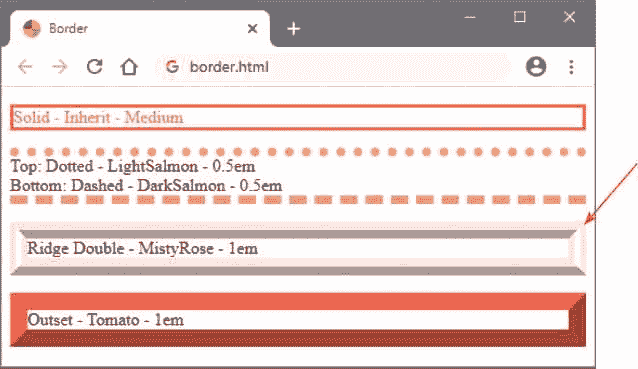 Border
border.html
Solid - Inherit - Medium
Top: Dotted - LightSalmon - 0.5em
Bottom: Dashed - DarkSalmon - 0.5em
Ridge Double - MistyRose - 1em
Outset - Tomato - 1em